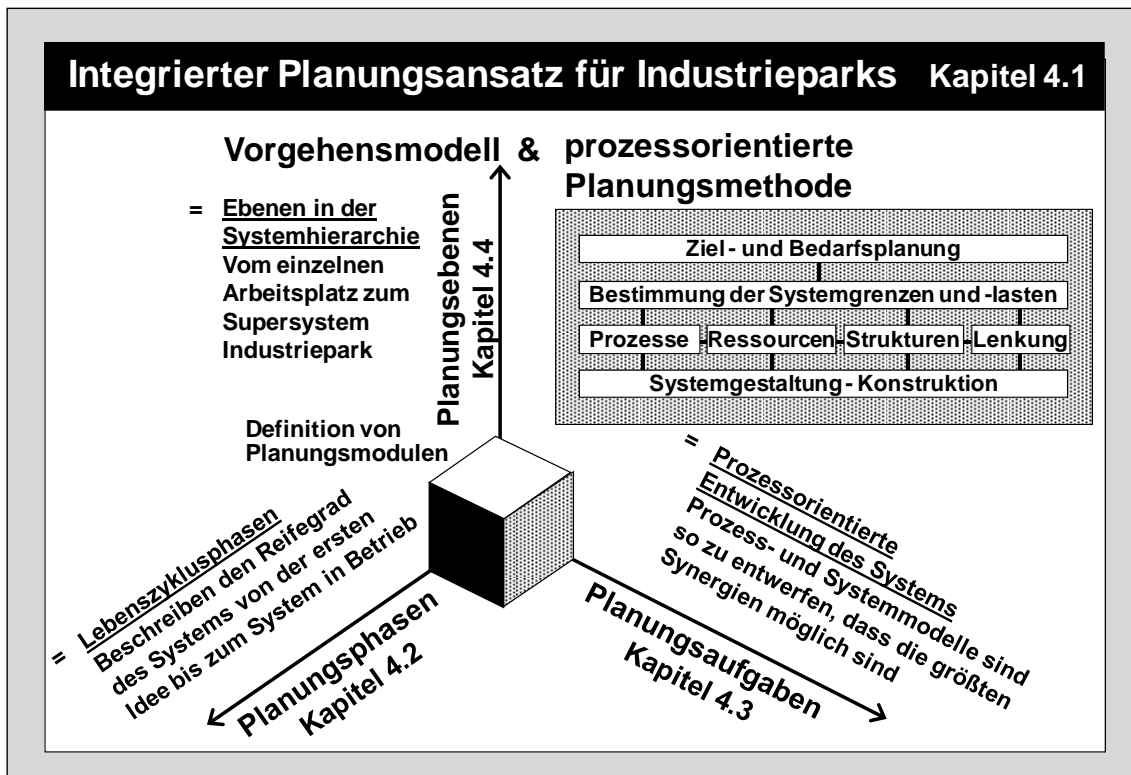 Integrierter Planungsansatz für Industrieparks Kapitel 4.1
Vorgehensmodell & prozessorientierte
Planungsmethode
= Ebenen in der
Systemhierarchie
Vom einzelnen
Arbeitsplatz zum
Supersystem
Industriepark
Planungsebenen
Kapitel 4.4
Ziel - und Bedarfsplanung
Bestimmung der Systemgrenzen und -lasten
Prozesse Ressourcen Strukturen Lenkung
Systemgestaltung - Konstruktion
Definition von
Planungsmodulen
= Lebenszyklusphasen
Beschreiben den Reifegrad
des Systems von der ersten
Idee bis zum System in Betrieb
Planungsphasen
Kapitel 4.2
= Prozessorientierte
Entwicklung des Systems
Prozess- und Systemmodelle sind
so zu entwerfen, dass die größten
Synergien möglich sind
Planungsaufgaben
Kapitel 4.3